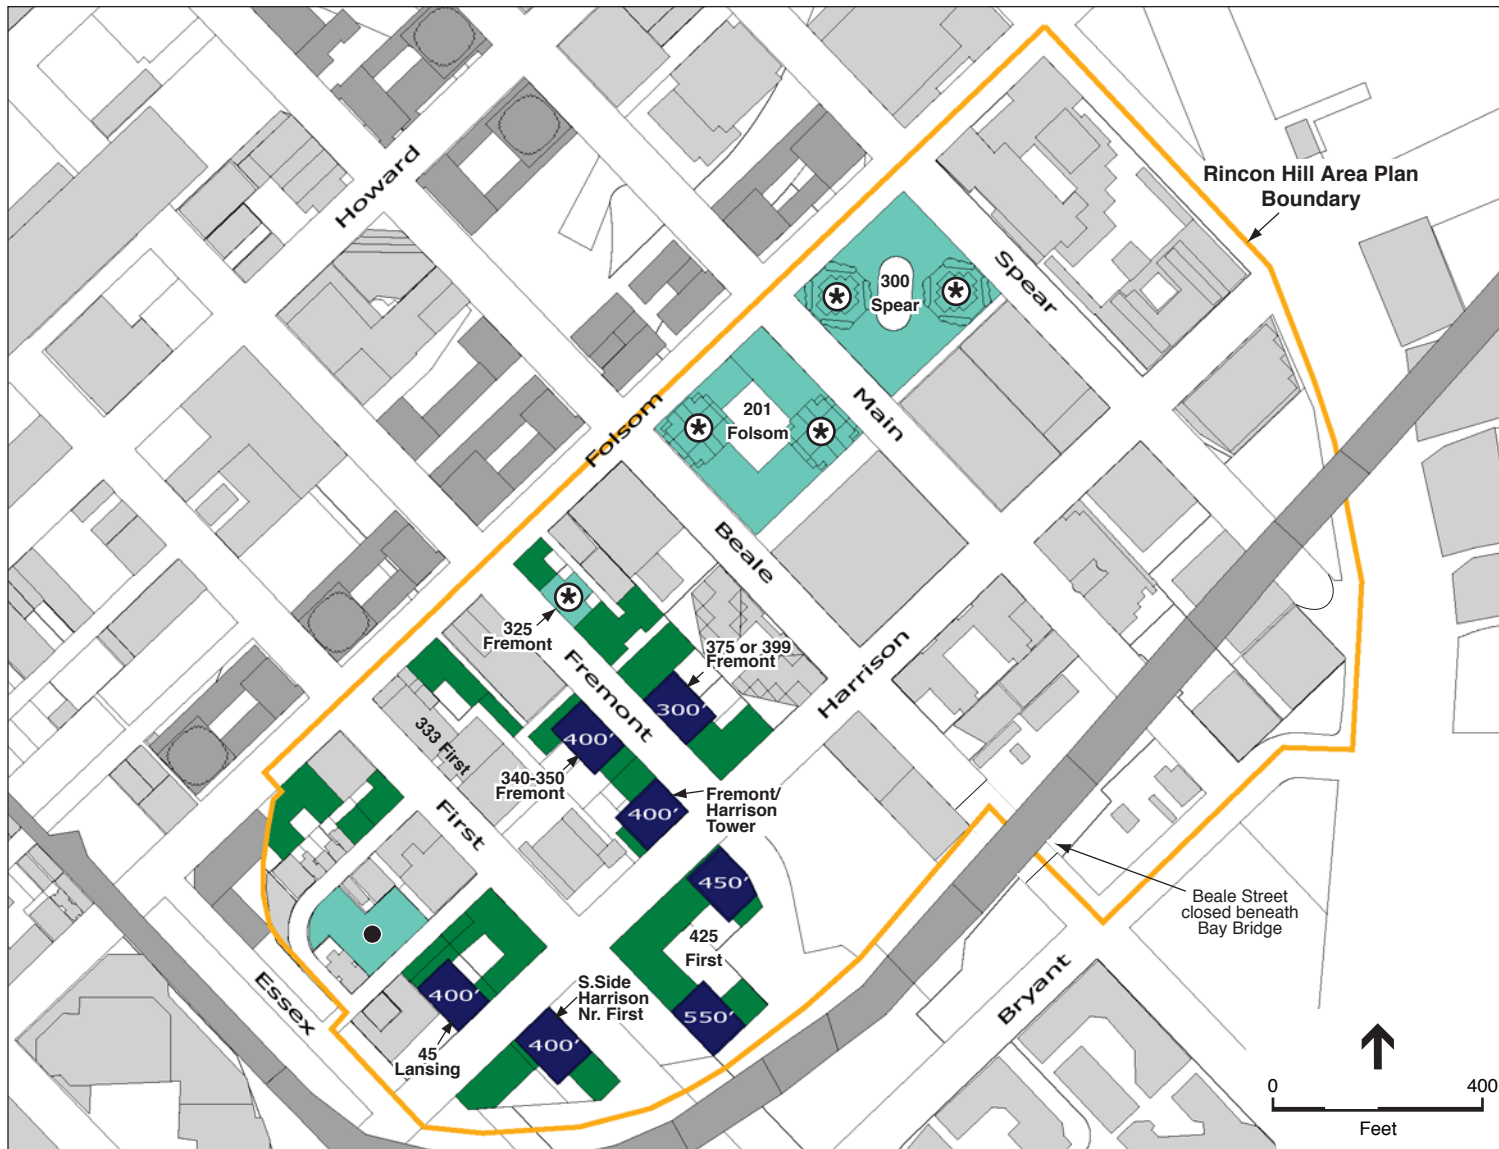 Howard
Rincon Hill Area Plan
Boundary
Spear
300
Spear
Main
201
Folsom
Folsom
Beale
325
Fremont
Fremont
375 or 399
Fremont
300'
Harrison
333 First
400'
340-350
Fremont
Fremont/
Harrison
Tower
400'
First
450'
425
First
550'
Beale Street
closed beneath
Bay Bridge
Essex
400'
45
Lansing
S.Side
Harrison
Nr. First
400'
Bryant
0
400
Feet